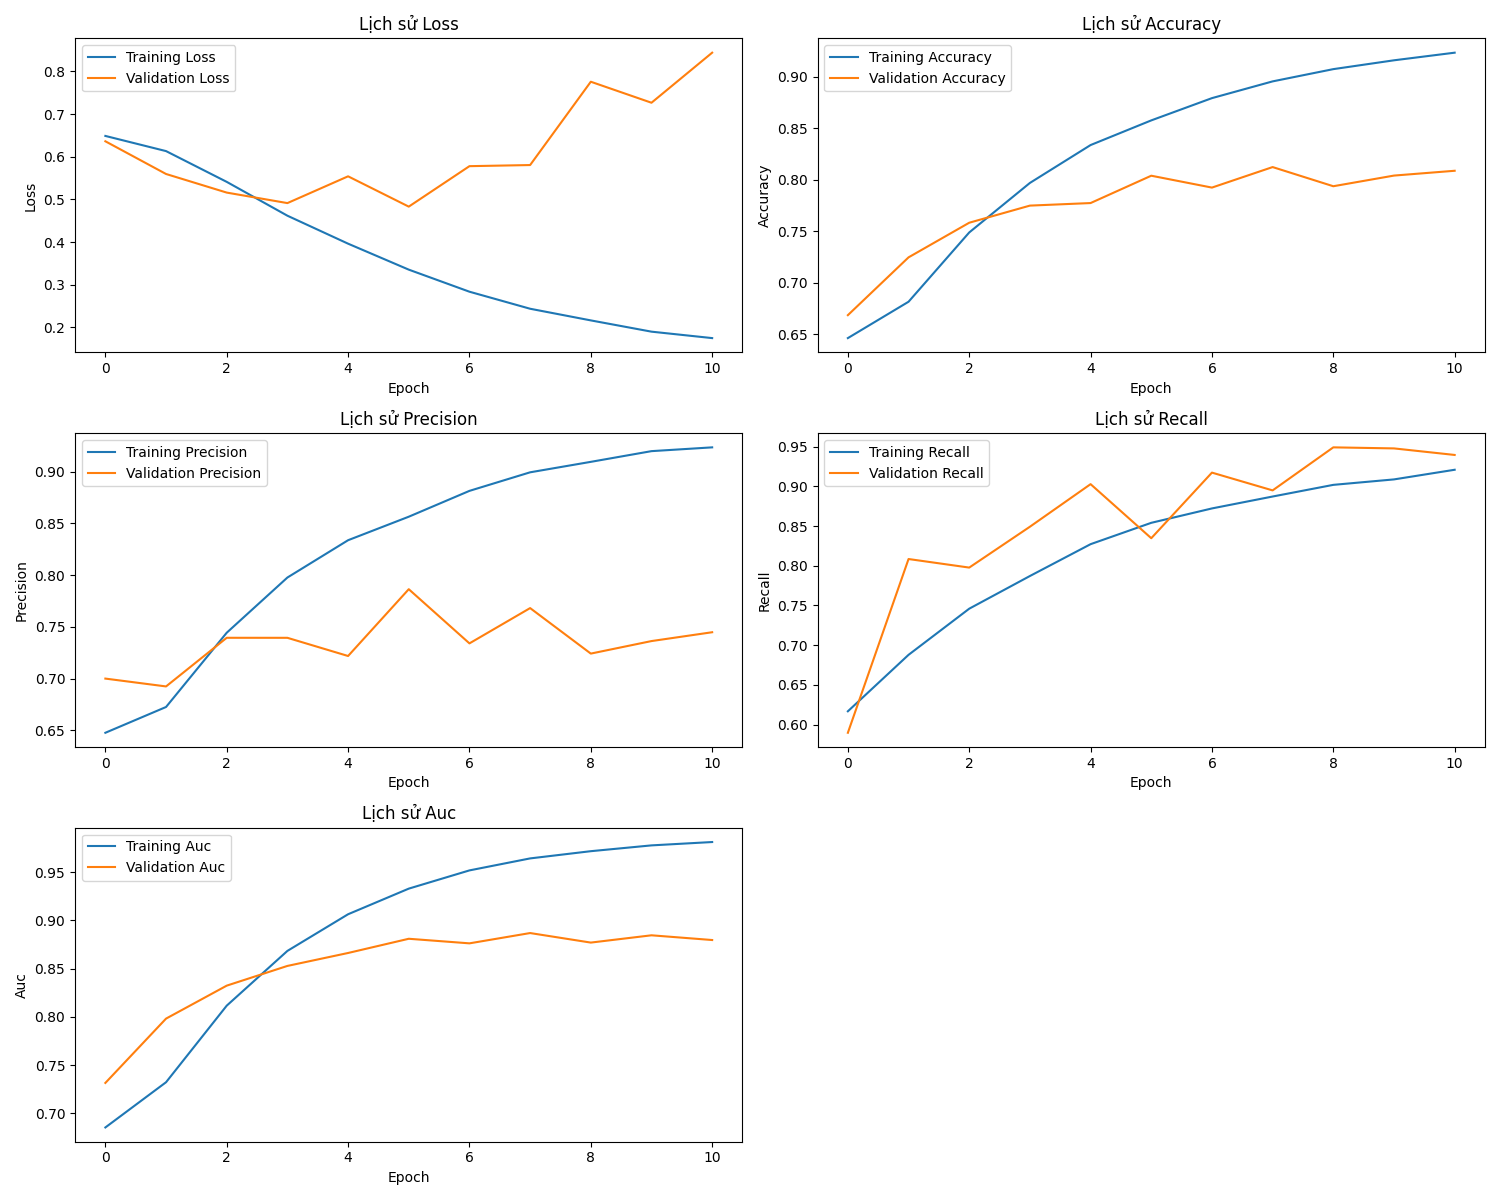 Lịch sử Loss
Training Loss
Validation Loss
0.8
0.7
0.6
0.5
0.4
0.3
0.2
Loss
0 2 4 6 8 10
Epoch
Lịch sử Accuracy
Training Accuracy
Validation Accuracy
0.90
0.85
0.80
0.75
0.70
0.65
Accuracy
0 2 4 6 8 10
Epoch
Lịch sử Precision
Training Precision
Validation Precision
0.90
0.85
0.80
0.75
0.70
0.65
Precision
0 2 4 6 8 10
Epoch
Lịch sử Recall
Training Recall
Validation Recall
0.95
0.90
0.85
0.80
0.75
0.70
0.65
0.60
Recall
0 2 4 6 8 10
Epoch
Lịch sử Auc
Training Auc
Validation Auc
0.95
0.90
0.85
0.80
0.75
0.70
Auc
0 2 4 6 8 10
Epoch